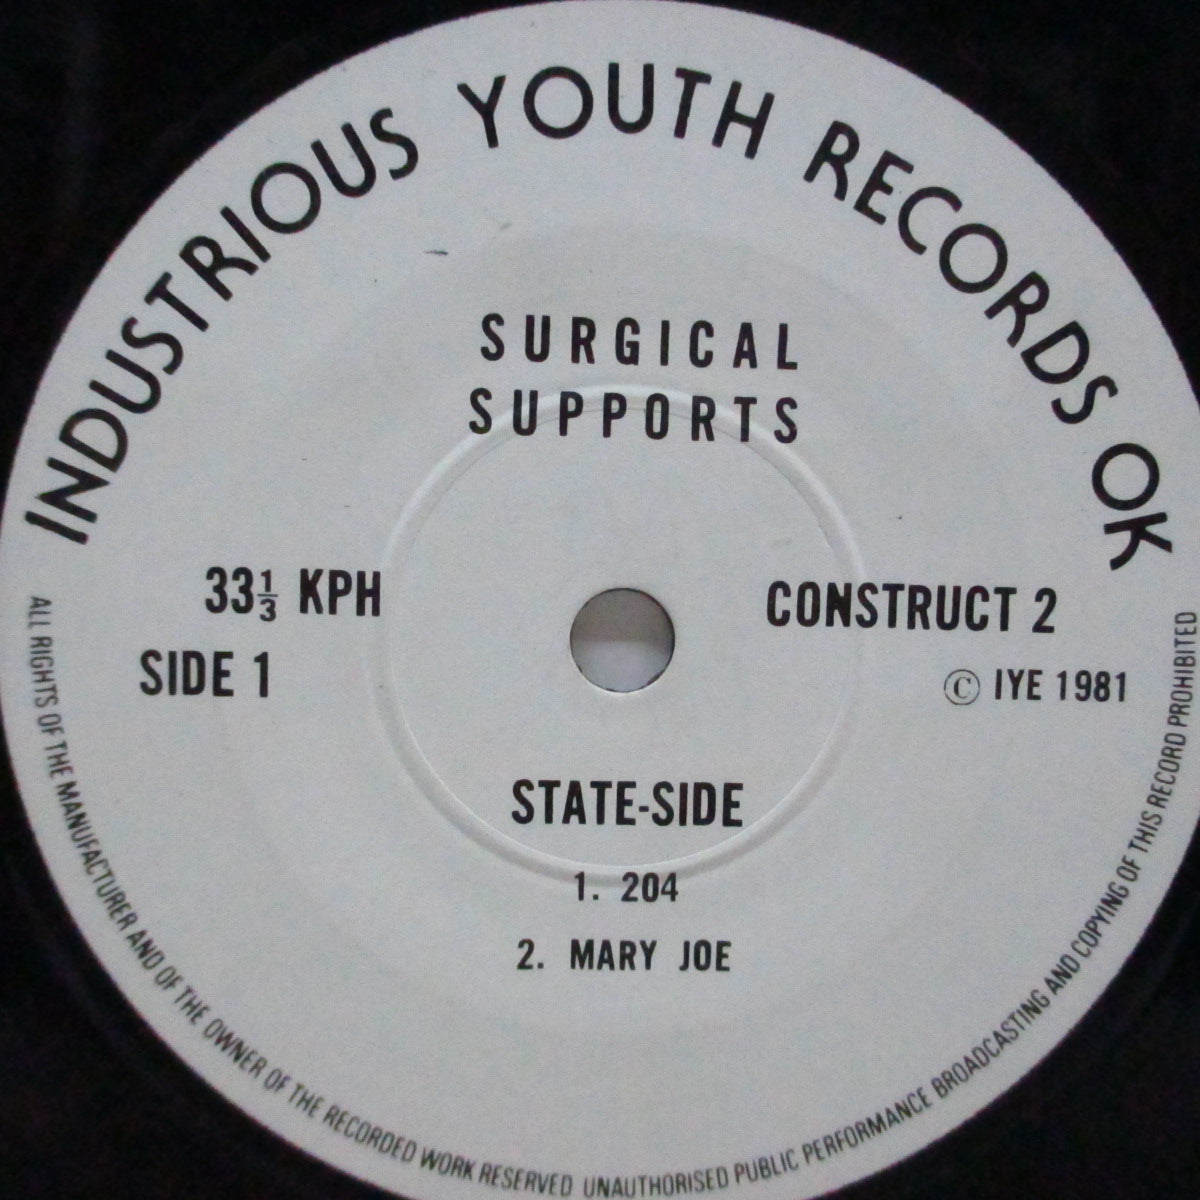 INDUSTRIOUS YOUTH RECORDS OK
SURGICAL
SUPPORTS
33⅓ KPH
SIDE 1
CONSTRUCT 2
© IYE 1981
STATE-SIDE
1. 204
2. MARY JOE
ALL RIGHTS OF THE MANUFACTURER AND OF THE OWNER OF THE RECORDED WORK RESERVED UNAUTHORISED PUBLIC PERFORMANCE BROADCASTING AND COPYING OF THIS RECORD PROHIBITED